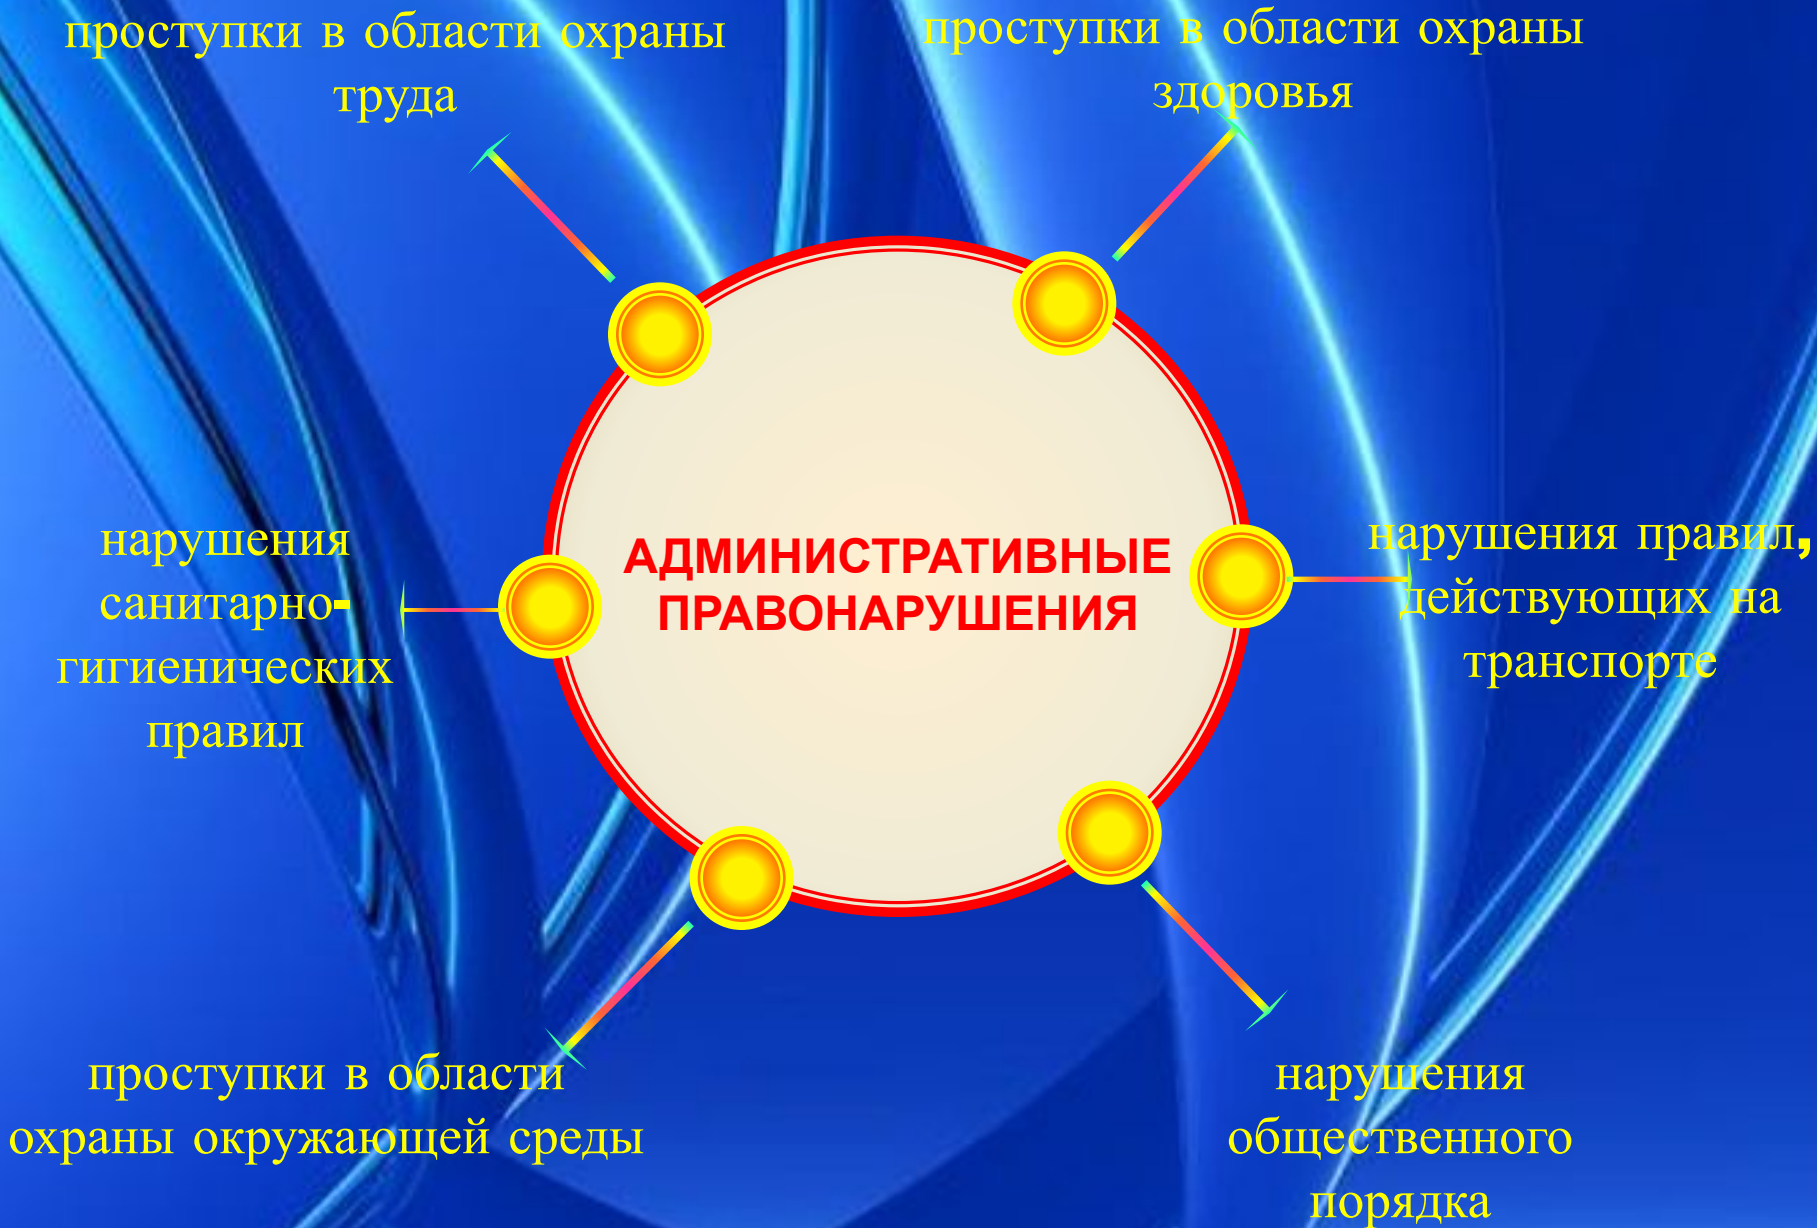 проступки в области охраны
труда
проступки в области охраны
здоровья
нарушения
санитарно-
гигиенических
правил
АДМИНИСТРАТИВНЫЕ
ПРАВОНАРУШЕНИЯ
нарушения правил,
действующих на
транспорте
проступки в области
охраны окружающей среды
нарушения
общественного
порядка